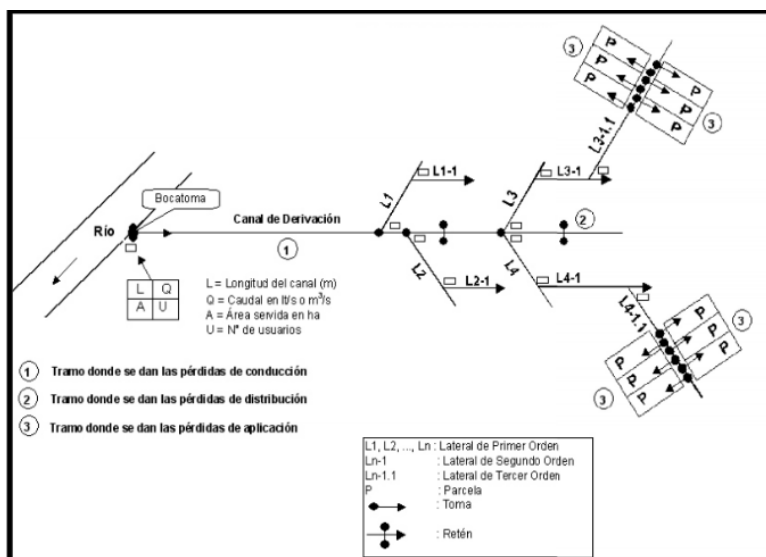 3
P
P
P
P
P
P
3
L3-1.1
L1-1
L3-1
L1
L3
Bocatoma
Río
Canal de Derivación
1
2
L2
L2-1
L4
L4-1
L4-1.1
L Q
A U
L = Longitud del canal (m)
Q = Caudal en lt/s o m³/s
A = Área servida en ha
U = N° de usuarios
P
P
P
P
P
P
3
3
1 Tramo donde se dan las pérdidas de conducción
2 Tramo donde se dan las pérdidas de distribución
3 Tramo donde se dan las pérdidas de aplicación
L1, L2, ..., Ln : Lateral de Primer Orden
Ln-1 : Lateral de Segundo Orden
Ln-1.1 : Lateral de Tercer Orden
P : Parcela
: Toma
: Retén